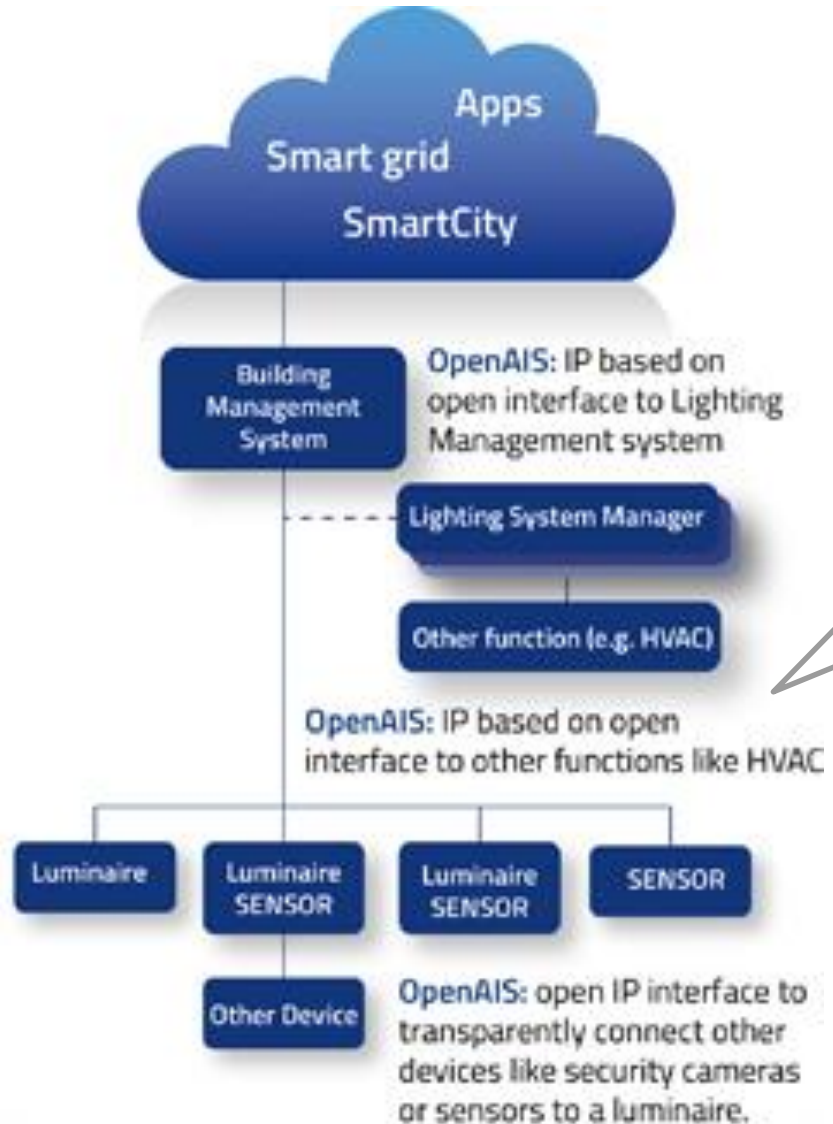 Apps
Smart grid
SmartCity
Building
Management
System
OpenAIS: IP based on
open interface to Lighting
Management system
Lighting System Manager
Other function (e.g. HVAC)
OpenAIS: IP based on open
interface to other functions like HVAC
Luminaire
Luminaire
SENSOR
Luminaire
SENSOR
SENSOR
Other Device
OpenAIS: open IP interface to
transparently connect other
devices like security cameras
or sensors to a luminaire.